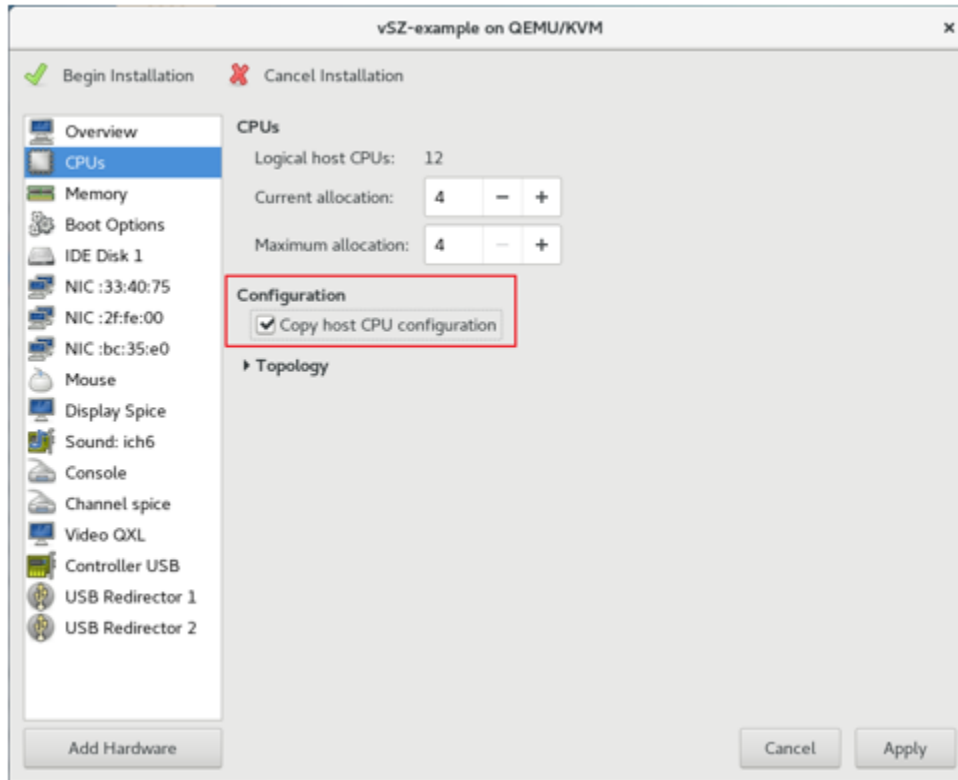 vSZ-example on QEMU/KVM
Begin Installation
Cancel Installation
Overview
CPUs
Memory
Boot Options
IDE Disk 1
NIC :33:40:75
NIC :2f:fe:00
NIC :bc:35:e0
Mouse
Display Spice
Sound: ich6
Console
Channel spice
Video QXL
Controller USB
USB Redirector 1
USB Redirector 2
Add Hardware
CPUs
Logical host CPUs: 12
Current allocation: 4
Maximum allocation: 4
Configuration
Copy host CPU configuration
Topology
Cancel
Apply